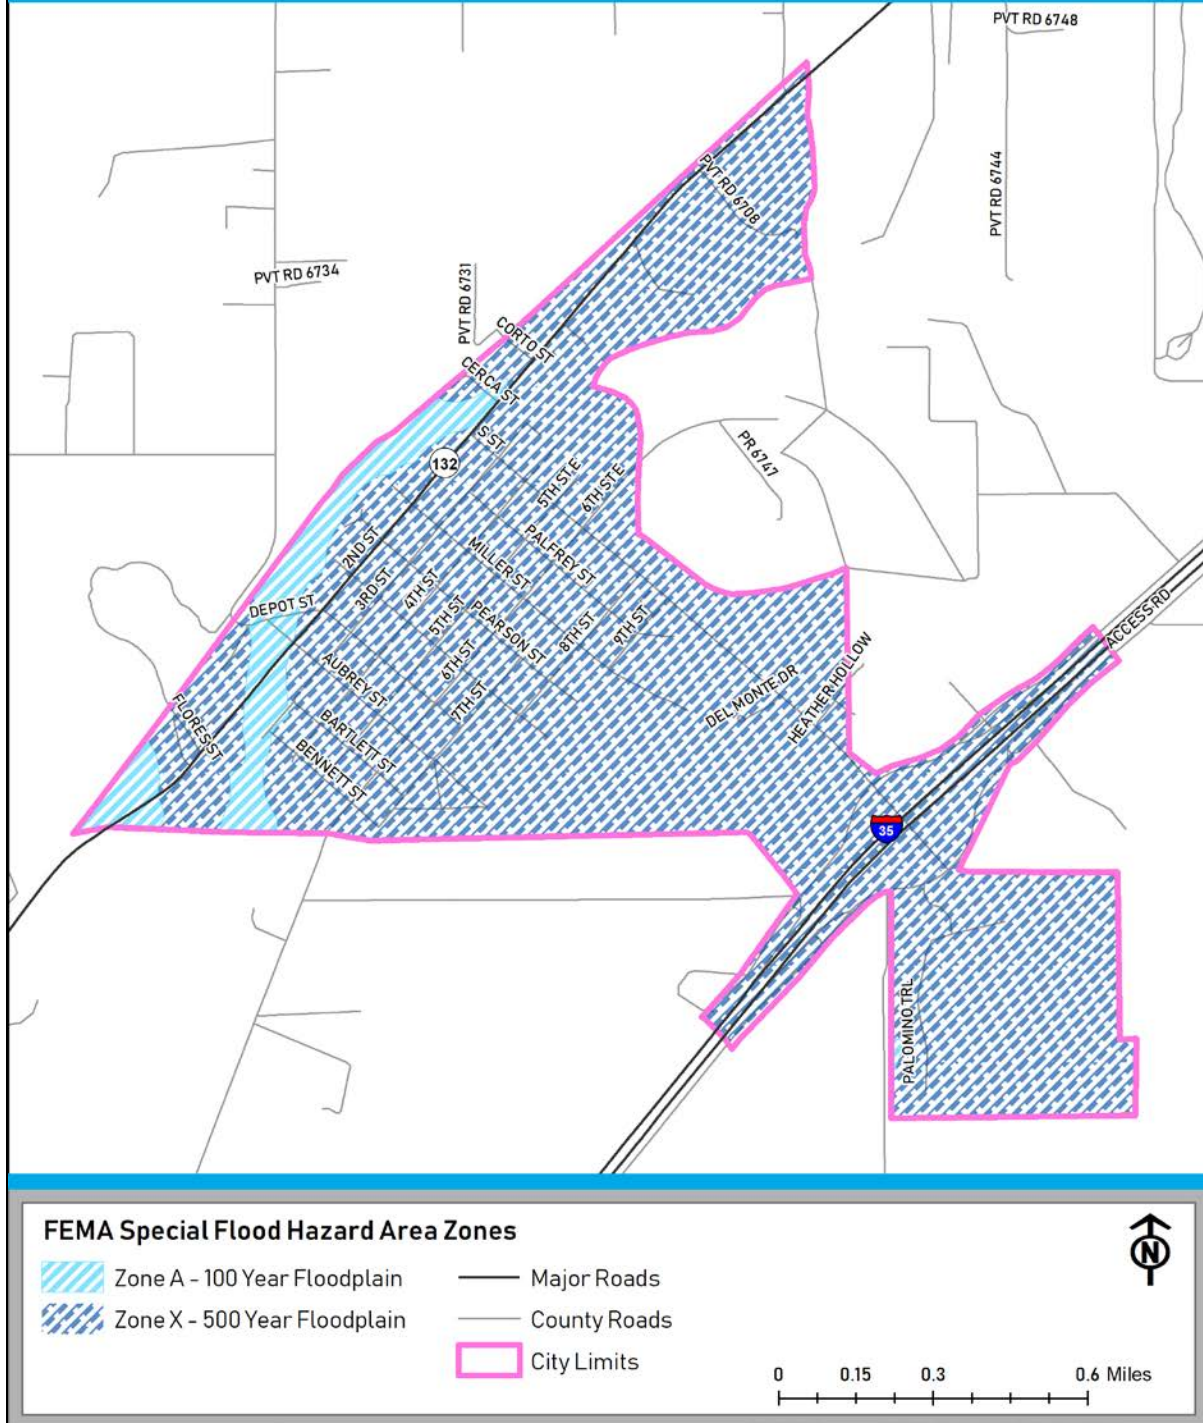 PVT RD 6748
PVT RD 6744
PVT RD 6708
PVT RD 6734
PVT RD 6731
CORTO ST
CERCA ST
S ST
132
5TH ST E
6TH ST E
PR 6747
2ND ST
3RD ST
4TH ST
5TH ST
6TH ST
7TH ST
8TH ST
9TH ST
MILLER ST
PALFREY ST
PEARSON ST
DEPOT ST
AUBREY ST
BARTLETT ST
BENNETT ST
FLORES ST
DEL MONTE DR
HEATHER HOLLOW
ACCESS RD
35
PALOMINO TRL
FEMA Special Flood Hazard Area Zones
Zone A - 100 Year Floodplain
Zone X - 500 Year Floodplain
Major Roads
County Roads
City Limits
N
0 0.15 0.3 0.6 Miles